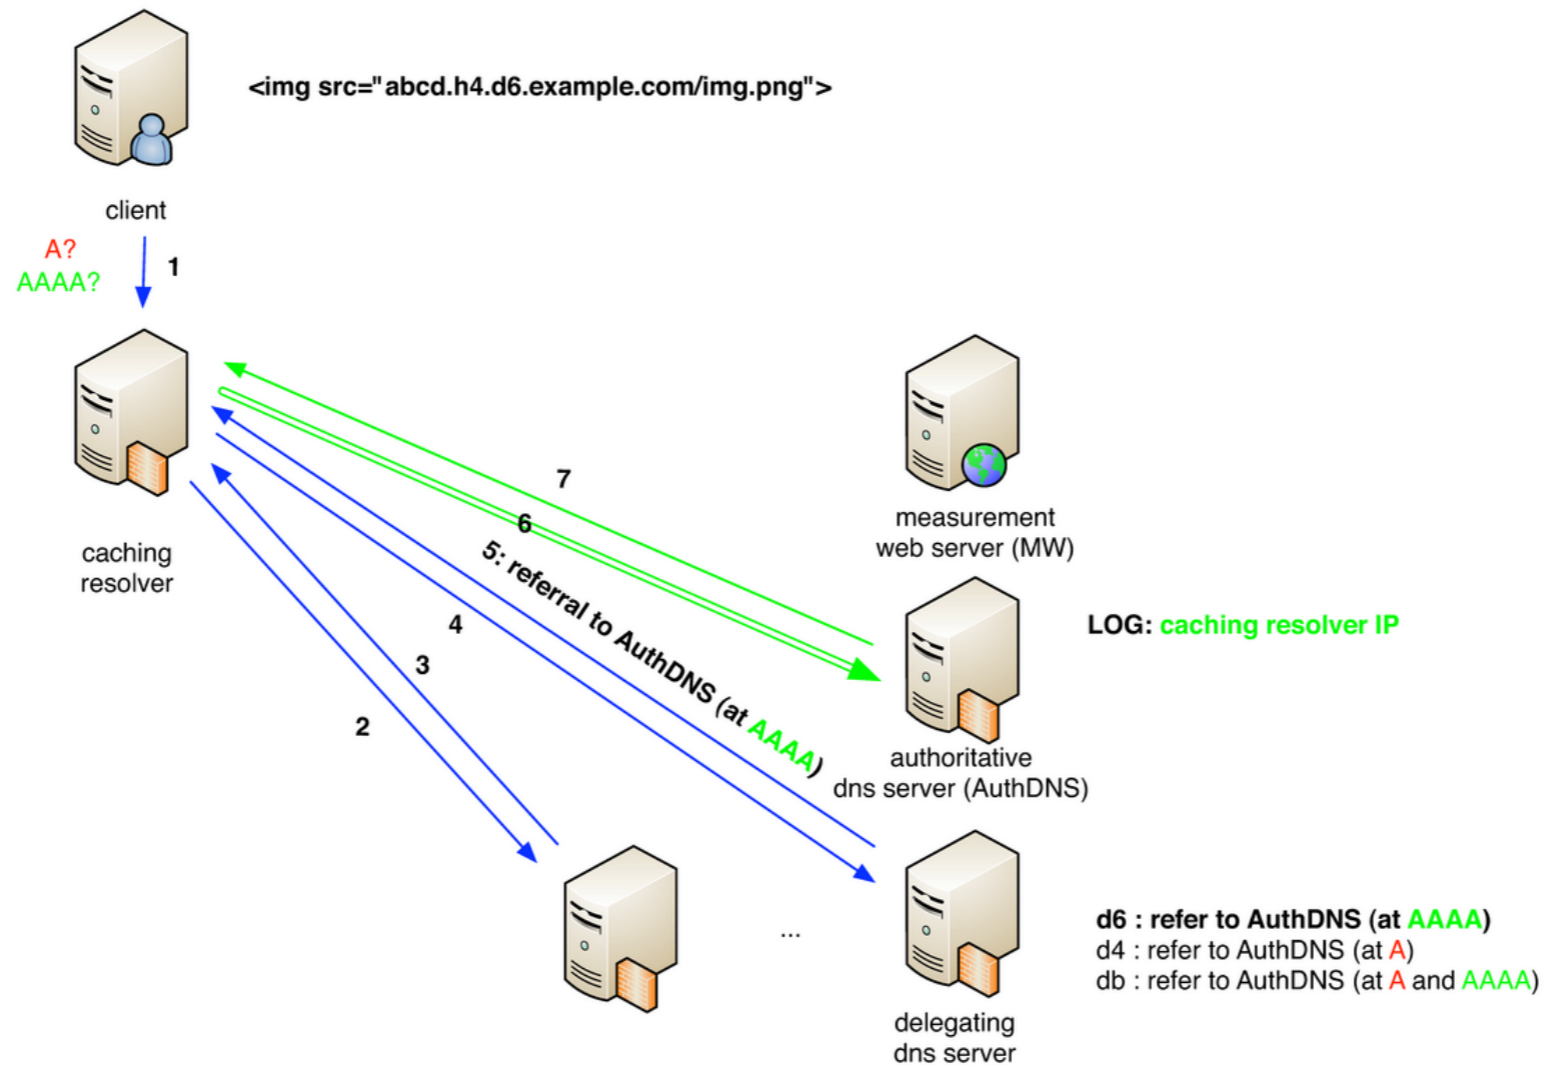 <img src="abcd.h4.d6.example.com/img.png">
client
A?
AAAA?
1
7
6
5: referral to AuthDNS (at AAAA)
4
3
2
caching
resolver
measurement
web server (MW)
LOG: caching resolver IP
authoritative
dns server (AuthDNS)
...
d6 : refer to AuthDNS (at AAAA)
d4 : refer to AuthDNS (at A)
db : refer to AuthDNS (at A and AAAA)
delegating
dns server